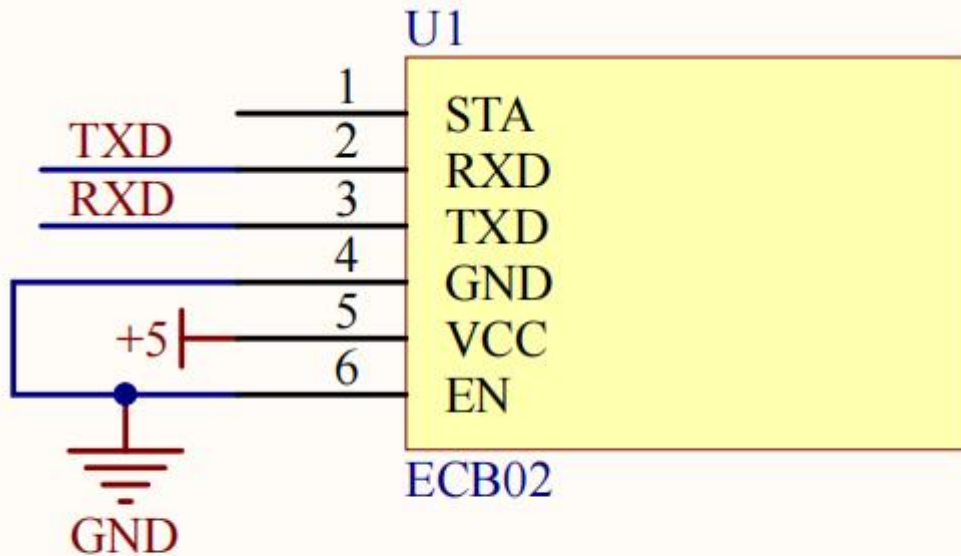 U1
1 STA
TXD 2 RXD
RXD 3 TXD
4 GND
+5 5 VCC
6 EN
ECB02
GND